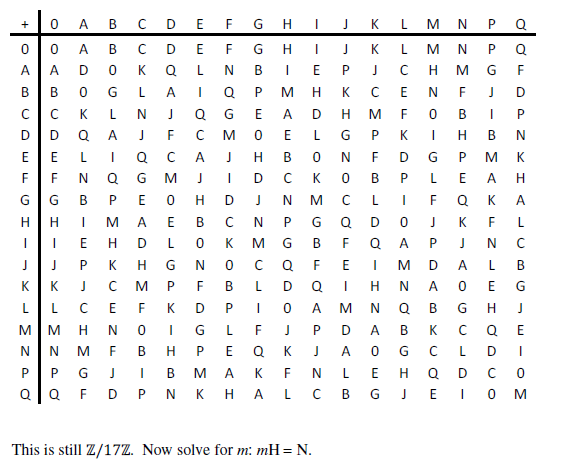 + 0 A B C D E F G H I J K L M N P Q
0 0 A B C D E F G H I J K L M N P Q
A A D 0 K Q L N B I E P J C H M G F
B B 0 G L A I Q P M H K C E N F J D
C C K L N J Q G E A D H M F 0 B I P
D D Q A J F C M 0 E L G P K I H B N
E E L I Q C A J H B 0 N F D G P M K
F F N Q G M J I D C K 0 B P L E A H
G G B P E 0 H D J N M C L I F Q K A
H H I M A E B C N P G Q D 0 J K F L
I I E H D L 0 K M G B F Q A P J N C
J J P K H G N 0 C Q F E I M D A L B
K K J C M P F B L D Q I H N A 0 E G
L L C E F K D P I 0 A M N Q B G H J
M M H N 0 I G L F J P D A B K C Q E
N N M F B H P E Q K J A 0 G C L D I
P P G J I B M A K F N L E H Q D C 0
Q Q F D P N K H A L C B G J E I 0 M
This is still ℤ/17ℤ. Now solve for m: mH = N.